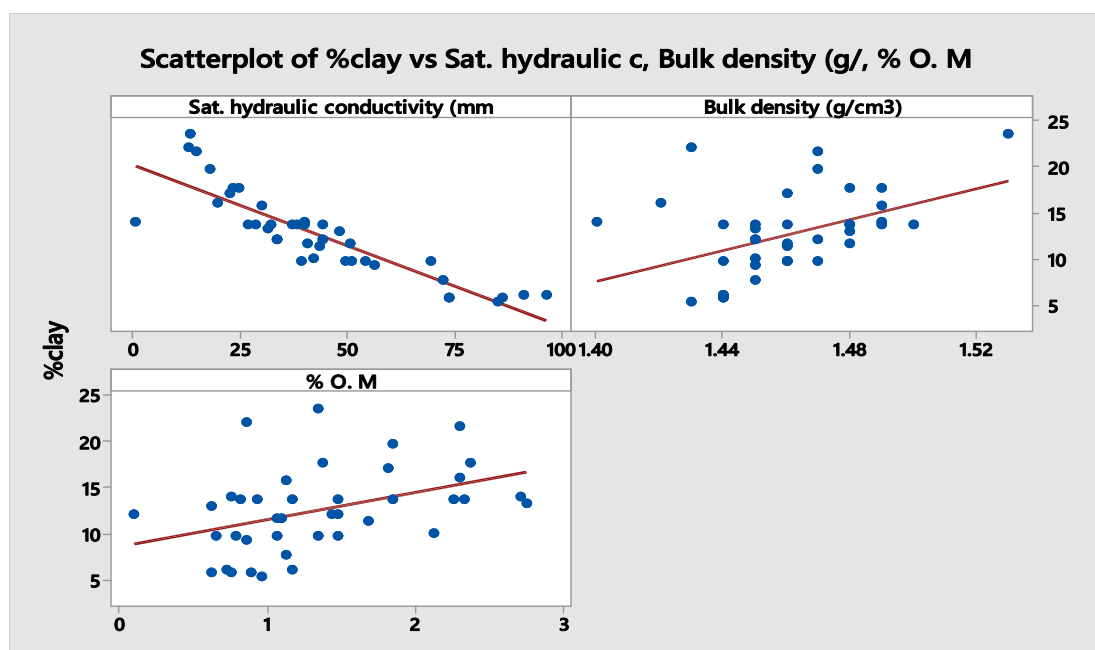 Scatterplot of %clay vs Sat. hydraulic c, Bulk density (g/, % O. M
Sat. hydraulic conductivity (mm
Bulk density (g/cm3)
25
20
15
10
5
0 25 50 75 100
1.40 1.44 1.48 1.52
%clay
% O. M
25
20
15
10
5
0 1 2 3